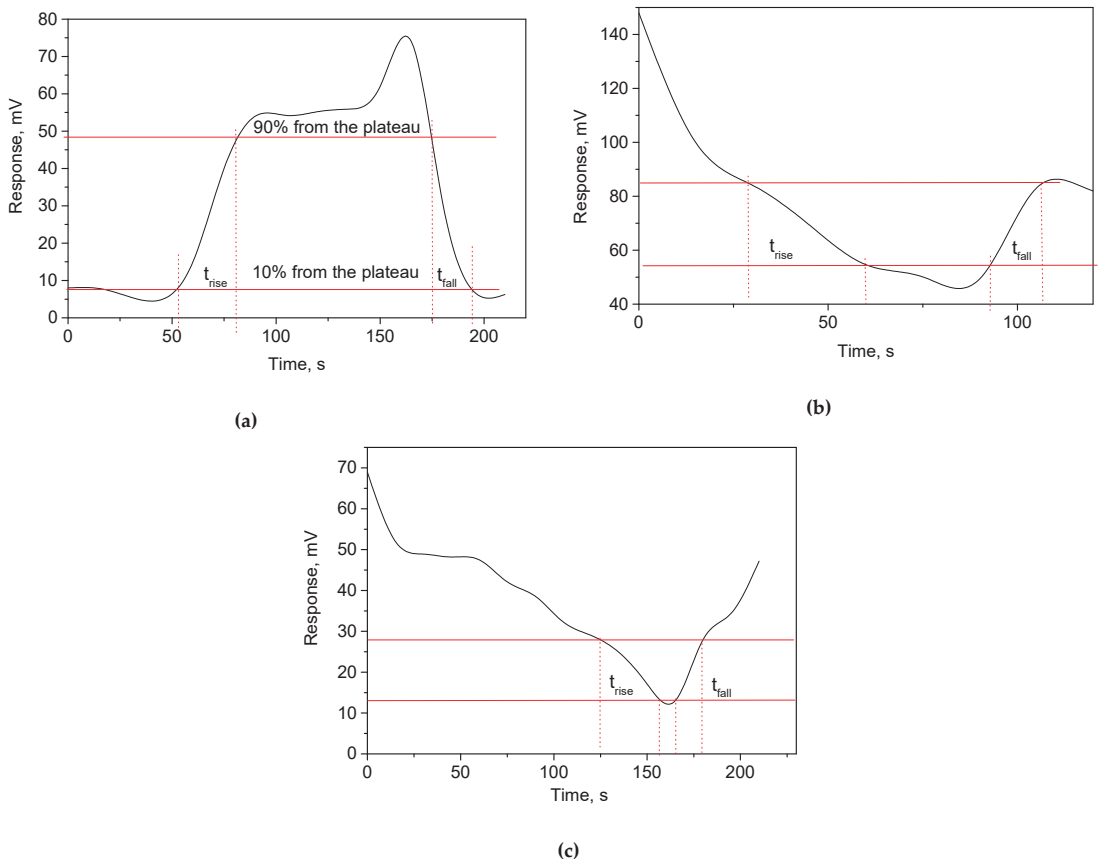 (a)
80
70
60
50
40
30
20
10
0
Response, mV
90% from the plateau
10% from the plateau
t_rise
t_fall
0
50
100
150
200
Time, s
(a)
(b)
140
120
100
80
60
40
Response, mV
t_rise
t_fall
0
50
100
Time, s
(b)
(c)
70
60
50
40
30
20
10
0
Response, mV
t_rise
t_fall
0
50
100
150
200
Time, s
(c)